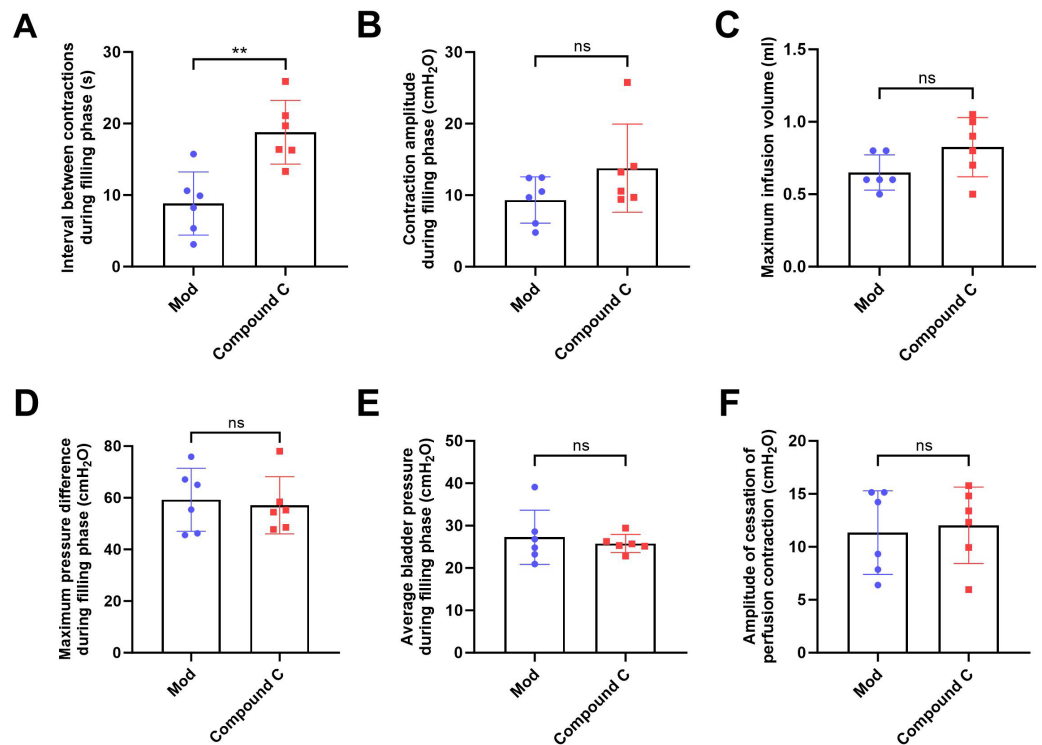 A
Interval between contractions
during filling phase (s)
30
20
10
0
**
Mod
Compound C
B
Contraction amplitude
during filling phase (cmH₂O)
30
20
10
0
ns
Mod
Compound C
C
Maximum infusion volume (ml)
1.5
1.0
0.5
0.0
ns
Mod
Compound C
D
Maximum pressure difference
during filling phase (cmH₂O)
80
60
40
20
0
ns
Mod
Compound C
E
Average bladder pressure
during filling phase (cmH₂O)
50
40
30
20
10
0
ns
Mod
Compound C
F
Amplitude of cessation of
perfusion contraction (cmH₂O)
20
15
10
5
0
ns
Mod
Compound C